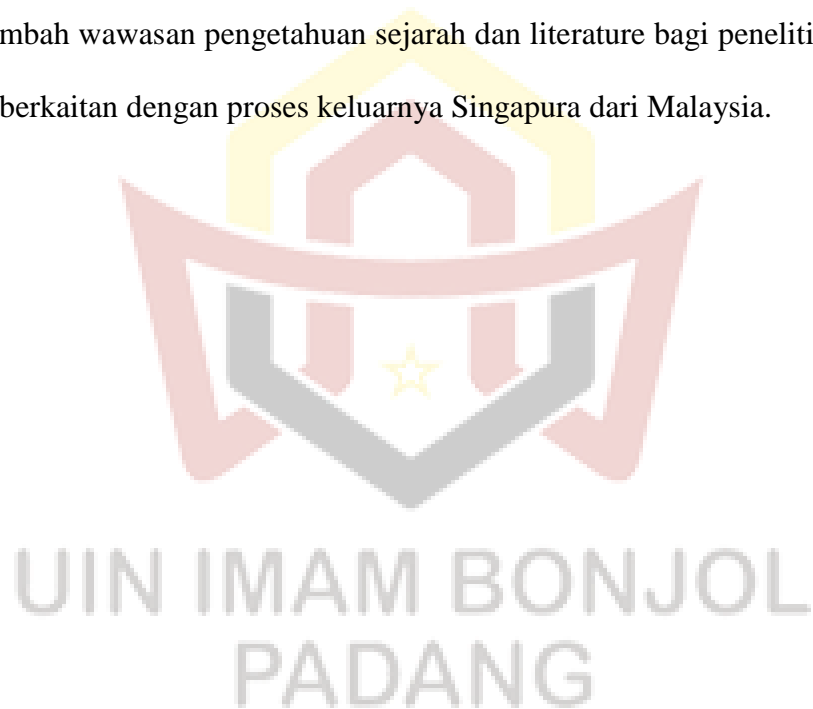 mbah wawasan pengetahuan sejarah dan literature bagi peneliti
berkaitan dengan proses keluarnya Singapura dari Malaysia.
UIN IMAM BONJOL
PADANG